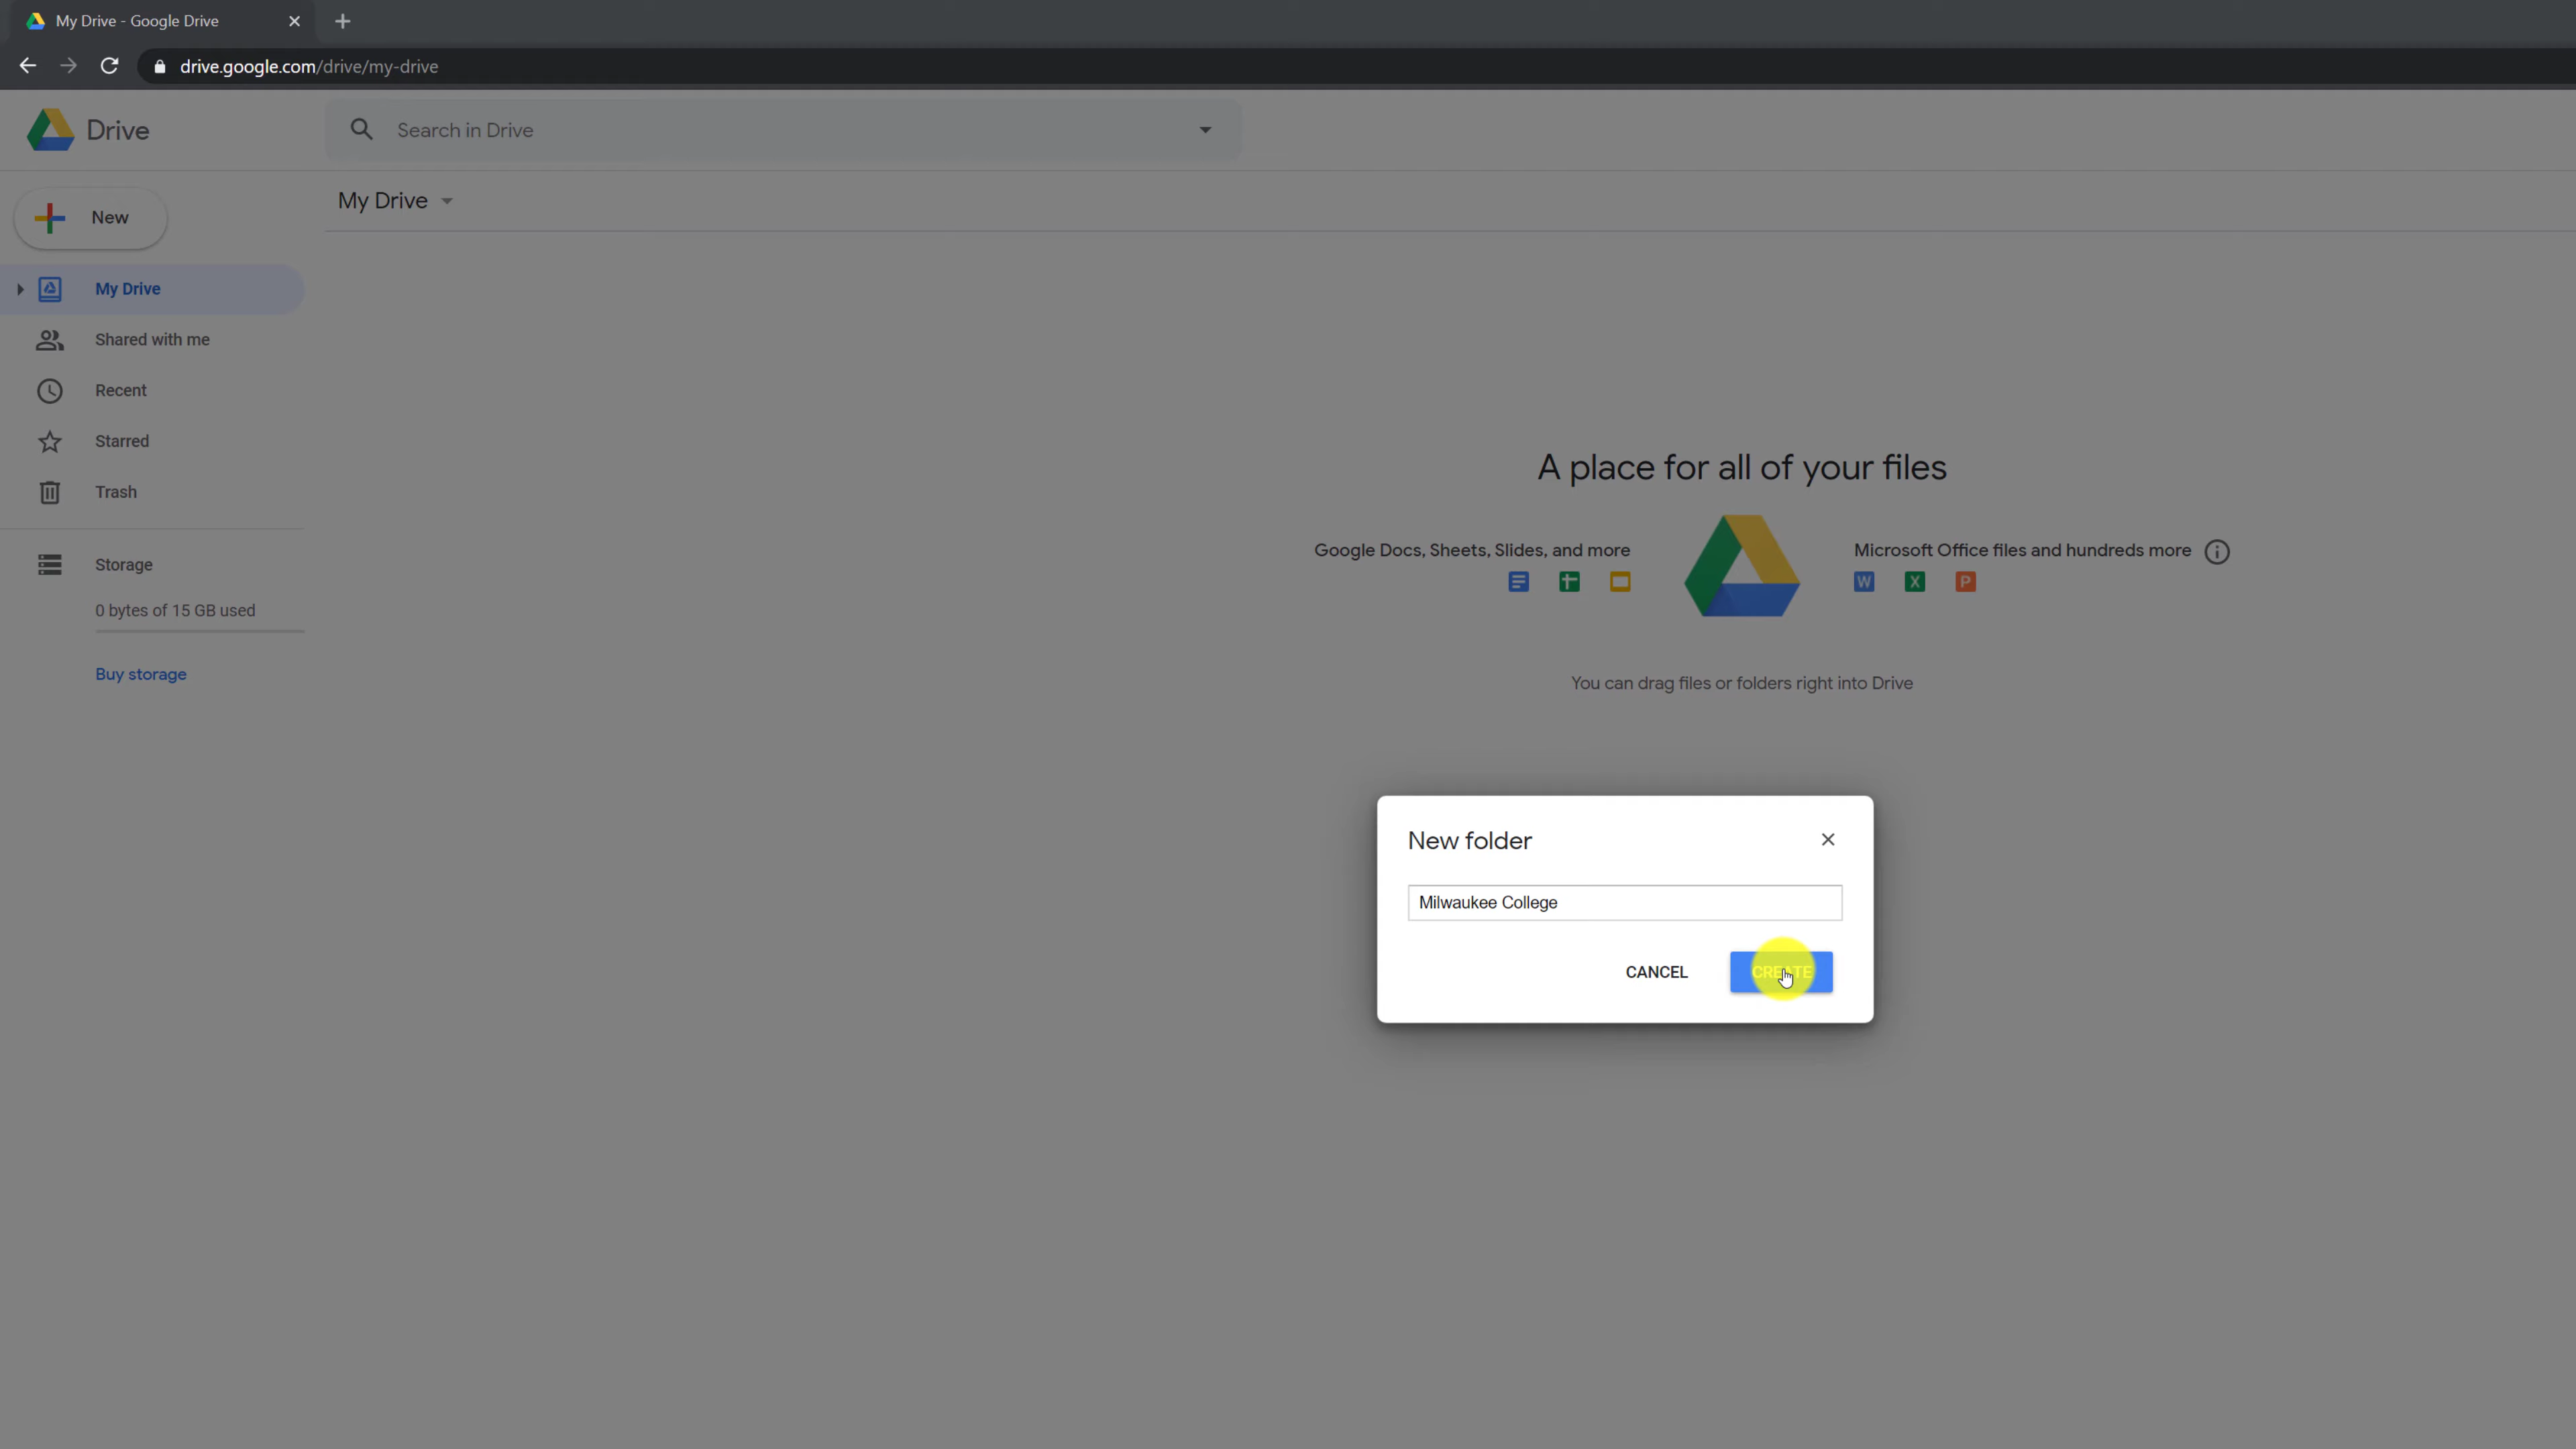 My Drive - Google Drive
drive.google.com/drive/my-drive
Drive
Search in Drive
My Drive
New
My Drive
Shared with me
Recent
Starred
Trash
Storage
0 bytes of 15 GB used
Buy storage
A place for all of your files
Google Docs, Sheets, Slides, and more
Microsoft Office files and hundreds more
W X P
You can drag files or folders right into Drive
New folder
Milwaukee College
CANCEL
CREATE